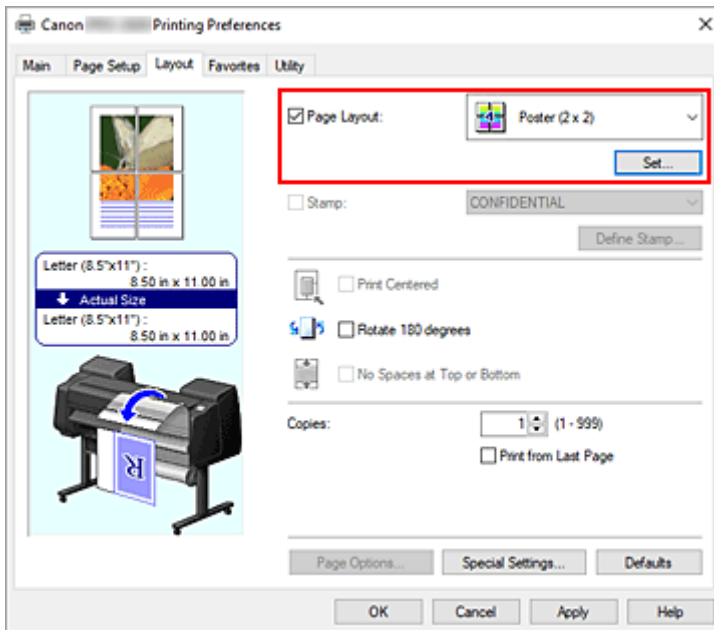 Canon Printing Preferences
Main Page Setup Layout Favorites Utility
Page Layout:
4
Poster (2 x 2)
Set...
Stamp:
CONFIDENTIAL
Define Stamp...
Letter (8.5"x11") :
8.50 in x 11.00 in
Actual Size
Letter (8.5"x11") :
8.50 in x 11.00 in
Print Centered
Rotate 180 degrees
No Spaces at Top or Bottom
Copies:
1 (1 - 999)
Print from Last Page
R
Page Options... Special Settings... Defaults
OK Cancel Apply Help